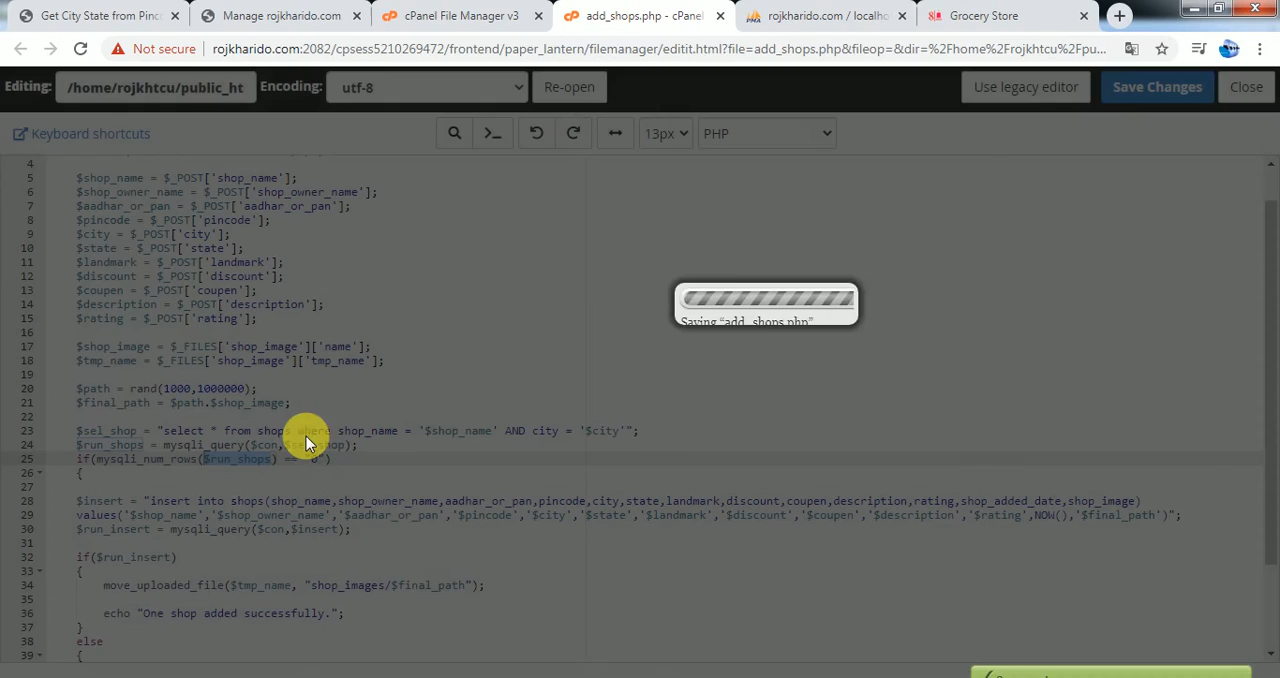 Get City State from Pinc
Manage rojkharido.com
cPanel File Manager v3
add_shops.php - cPanel
rojkharido.com / localho
Grocery Store
Not secure
rojkharido.com:2082/cpsess5210269472/frontend/paper_lantern/filemanager/editit.html?file=add_shops.php&fileop=&dir=%2Fhome%2Frojkhtcu%2Fpu...
Editing:
/home/rojkhtcu/public_ht
Encoding:
utf-8
Re-open
Use legacy editor
Save Changes
Close
Keyboard shortcuts
13px
PHP
4
5 $shop_name = $_POST['shop_name'];
6 $shop_owner_name = $_POST['shop_owner_name'];
7 $aadhar_or_pan = $_POST['aadhar_or_pan'];
8 $pincode = $_POST['pincode'];
9 $city = $_POST['city'];
10 $state = $_POST['state'];
11 $landmark = $_POST['landmark'];
12 $discount = $_POST['discount'];
13 $coupen = $_POST['coupen'];
14 $description = $_POST['description'];
15 $rating = $_POST['rating'];
16
17 $shop_image = $_FILES['shop_image']['name'];
18 $tmp_name = $_FILES['shop_image']['tmp_name'];
19
20 $path = rand(1000,1000000);
21 $final_path = $path.$shop_image;
22
23 $sel_shop = "select * from shops where shop_name = '$shop_name' AND city = '$city'";
24 $run_shops = mysqli_query($con,$sel_shop);
25 if(mysqli_num_rows($run_shops) == "0")
26 {
27
28 $insert = "insert into shops(shop_name,shop_owner_name,aadhar_or_pan,pincode,city,state,landmark,discount,coupen,description,rating,shop_added_date,shop_image)
29 values('$shop_name','$shop_owner_name','$aadhar_or_pan','$pincode','$city','$state','$landmark','$discount','$coupen','$description','$rating',NOW(),'$final_path')";
30 $run_insert = mysqli_query($con,$insert);
31
32 if($run_insert)
33 {
34 move_uploaded_file($tmp_name, "shop_images/$final_path");
35
36 echo "One shop added successfully.";
37 }
38 else
39 {
Saving “add_shops.php”